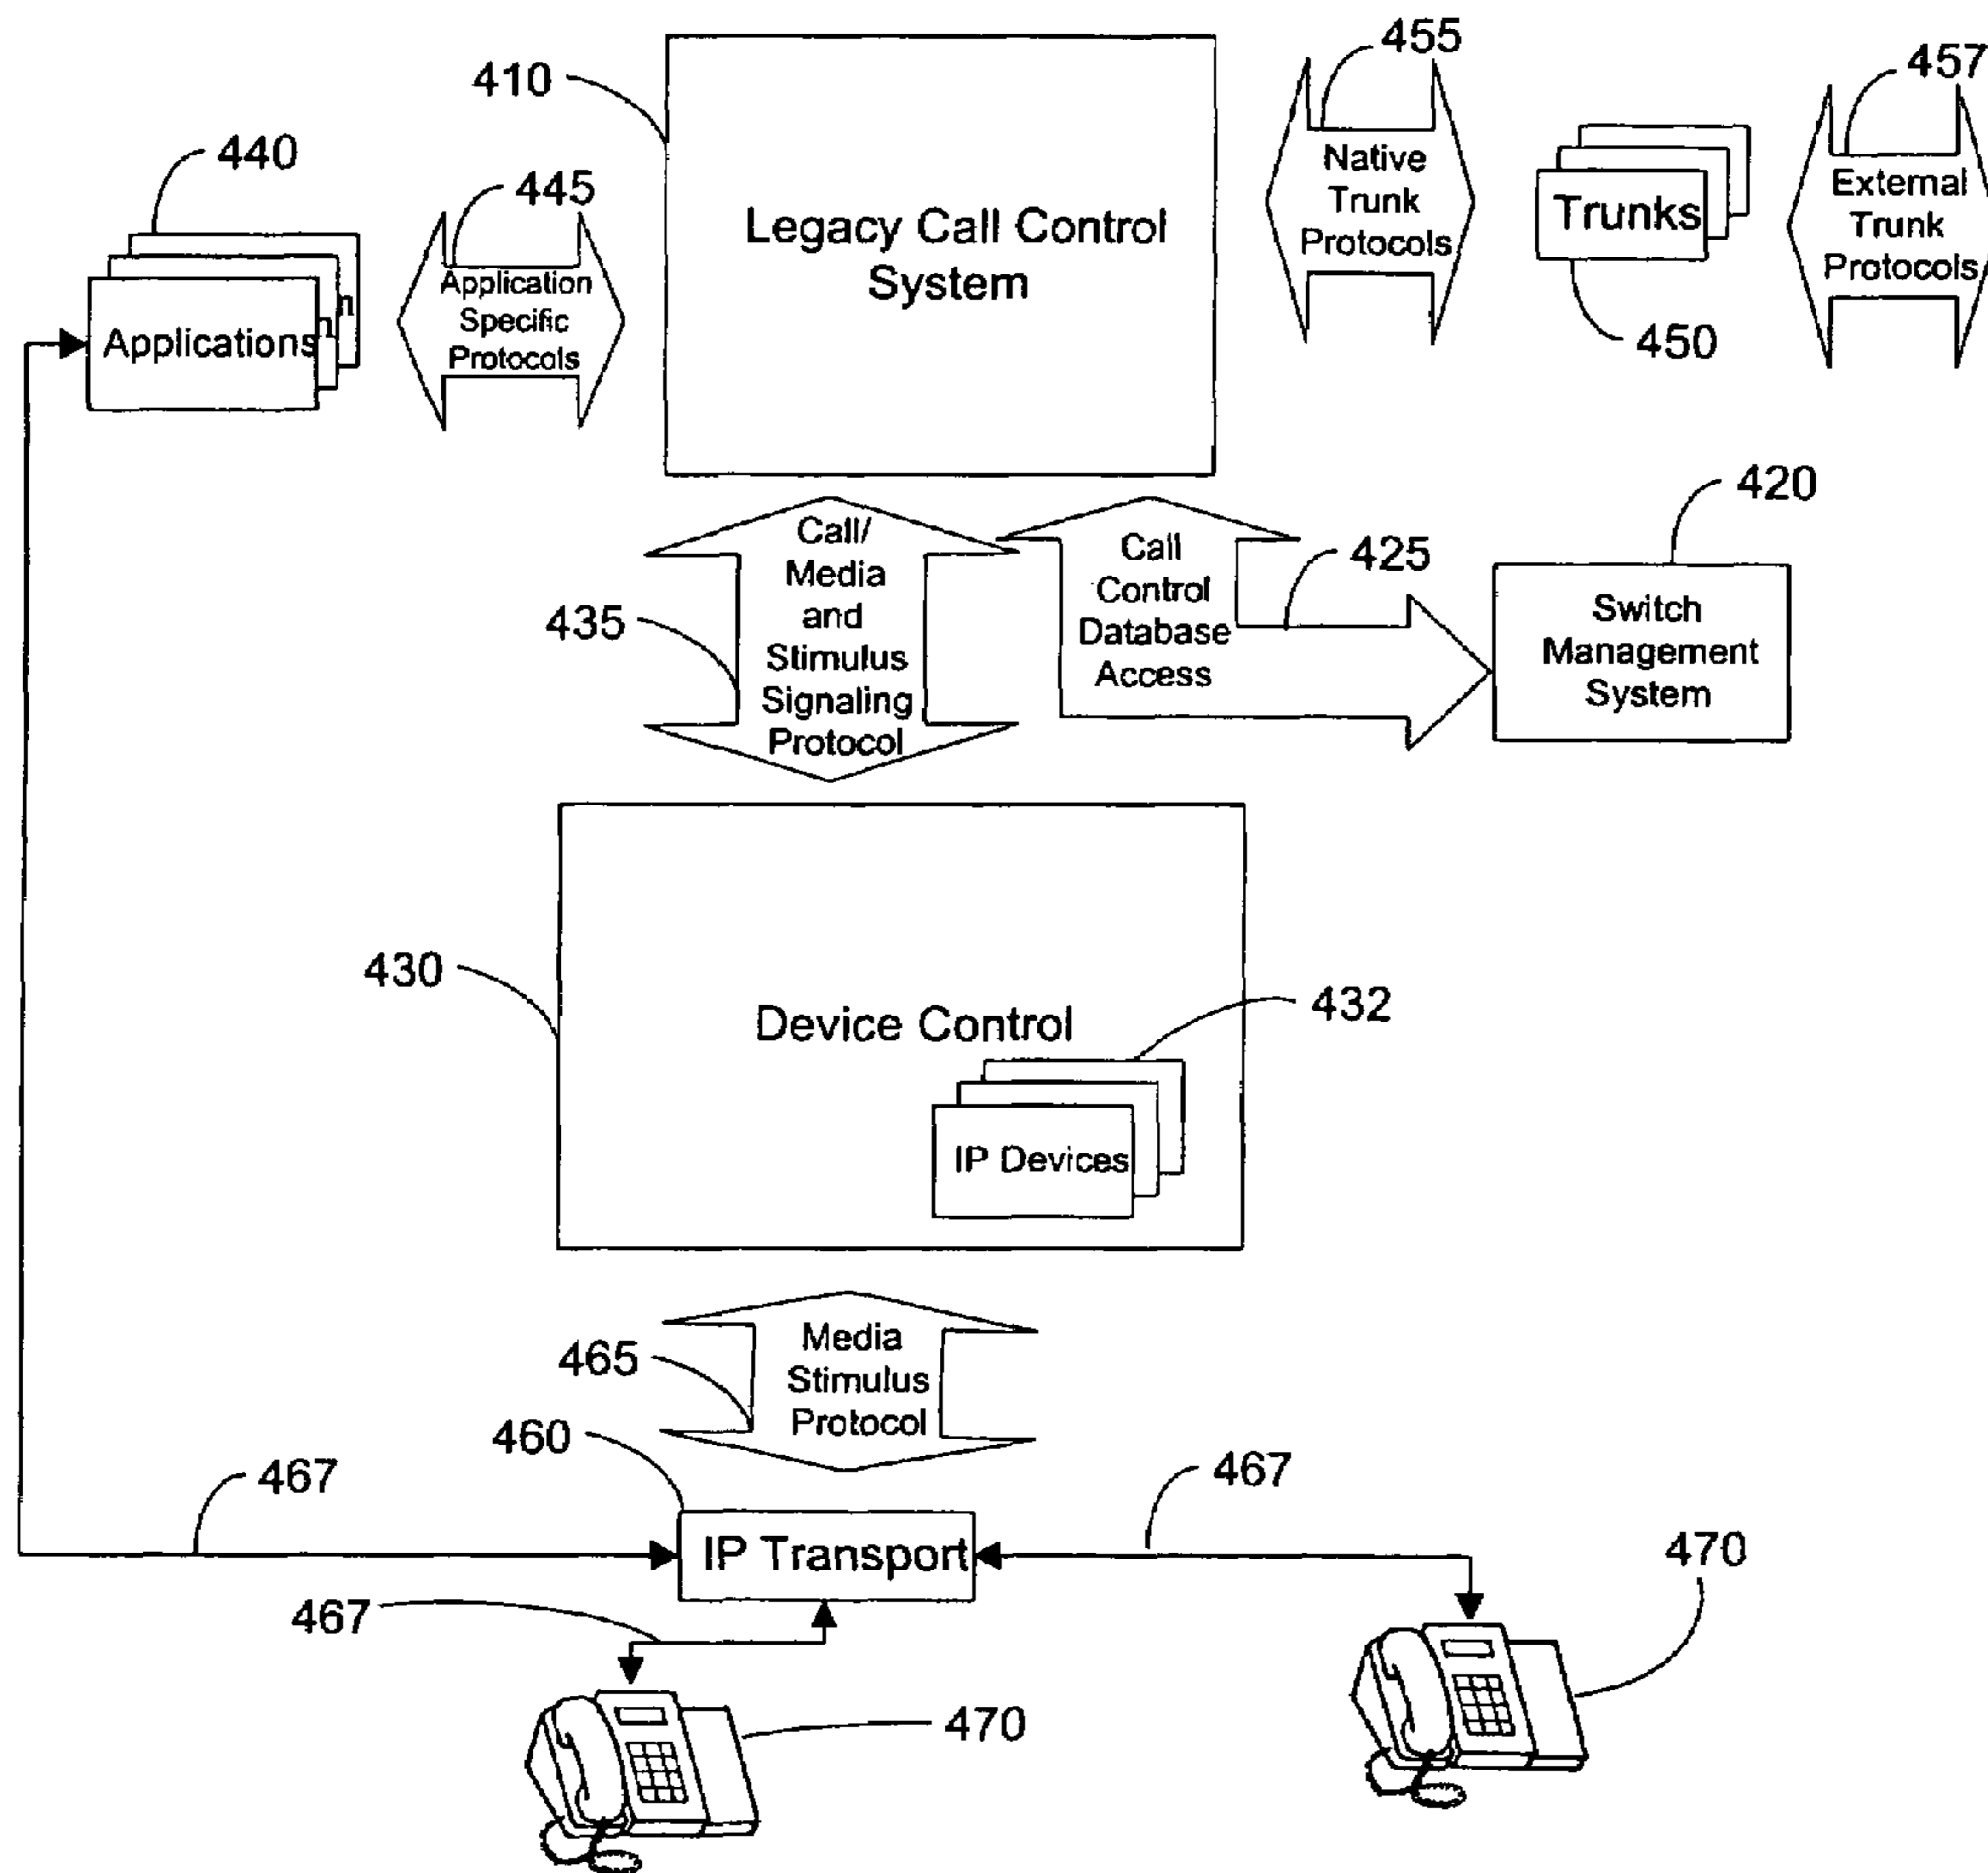 455
457
410
440
445
Native
Trunk
Protocols
Trunks
External
Trunk
Protocols
Legacy Call Control
System
Application
Specific
Protocols
Applications
n
n
450
420
Call/
Media
and
Stimulus
Signaling
Protocol
Call
Control
Database
Access
425
435
Switch
Management
System
430
Device Control
432
IP Devices
465
Media
Stimulus
Protocol
460
467
467
IP Transport
470
467
470